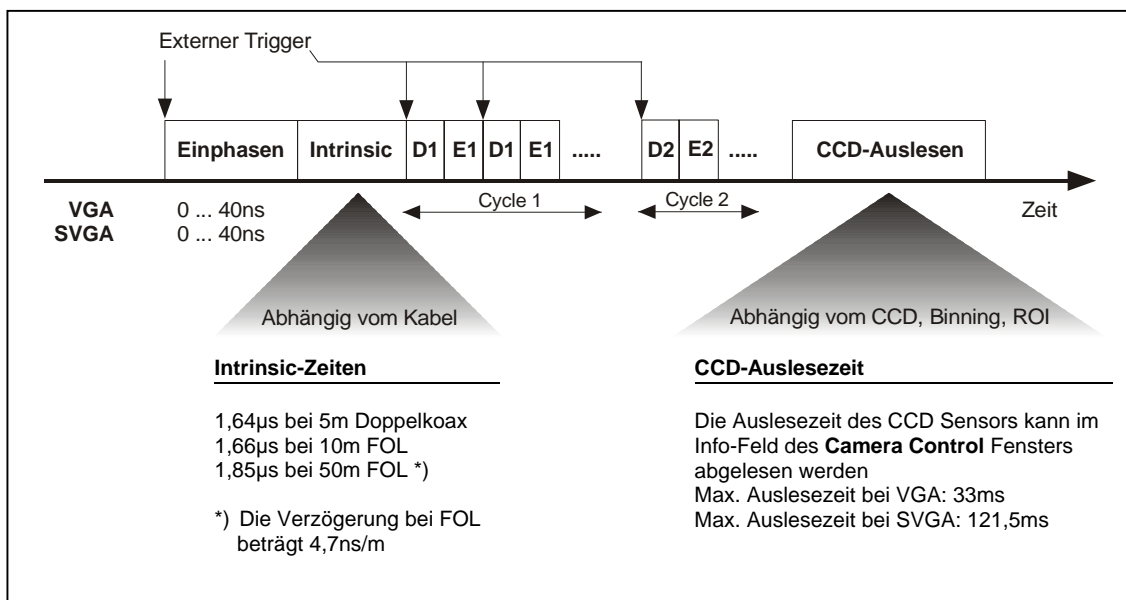 Externer Trigger
Einphasen Intrinsic D1 E1 D1 E1 ..... D2 E2 ..... CCD-Auslesen
Cycle 1 Cycle 2
VGA 0 ... 40ns Zeit
SVGA 0 ... 40ns
Abhängig vom Kabel
Abhängig vom CCD, Binning, ROI
Intrinsic-Zeiten
1,64µs bei 5m Doppelkoax
1,66µs bei 10m FOL
1,85µs bei 50m FOL *)
*) Die Verzögerung bei FOL
beträgt 4,7ns/m
CCD-Auslesezeit
Die Auslesezeit des CCD Sensors kann im
Info-Feld des Camera Control Fensters
abgelesen werden
Max. Auslesezeit bei VGA: 33ms
Max. Auslesezeit bei SVGA: 121,5ms